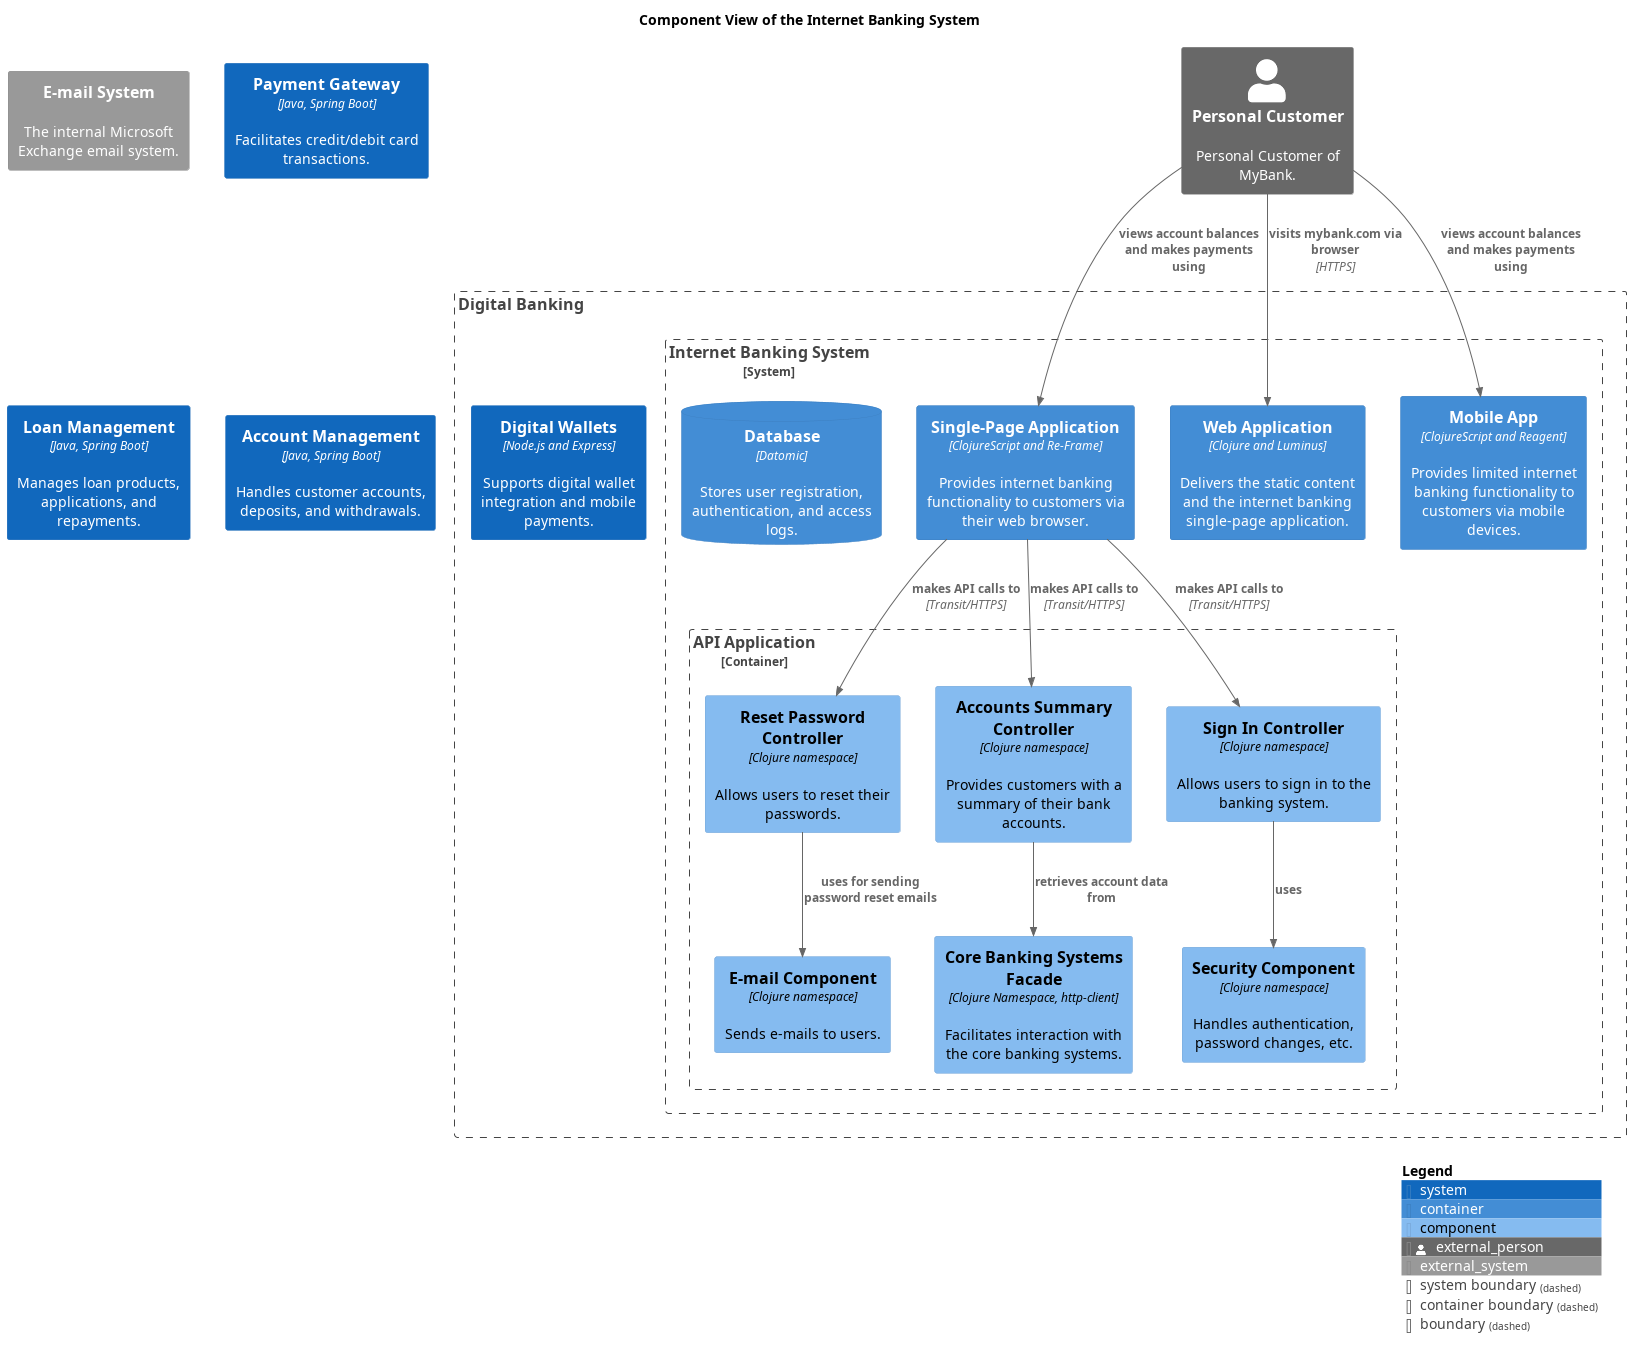 Component View of the Internet Banking System
E-mail System
The internal Microsoft
Exchange email system.
Payment Gateway
[Java, Spring Boot]
Facilitates credit/debit card
transactions.
Personal Customer
Personal Customer of
MyBank.
views account balances
and makes payments
using
visits mybank.com via
browser
[HTTPS]
views account balances
and makes payments
using
Digital Banking
Internet Banking System
[System]
Loan Management
[Java, Spring Boot]
Manages loan products,
applications, and
repayments.
Account Management
[Java, Spring Boot]
Handles customer accounts,
deposits, and withdrawals.
Digital Wallets
[Node.js and Express]
Supports digital wallet
integration and mobile
payments.
Database
[Datomic]
Stores user registration,
authentication, and access
logs.
Single-Page Application
[ClojureScript and Re-Frame]
Provides internet banking
functionality to customers via
their web browser.
Web Application
[Clojure and Luminus]
Delivers the static content
and the internet banking
single-page application.
Mobile App
[ClojureScript and Reagent]
Provides limited internet
banking functionality to
customers via mobile
devices.
makes API calls to
[Transit/HTTPS]
makes API calls to
[Transit/HTTPS]
makes API calls to
[Transit/HTTPS]
API Application
[Container]
Reset Password
Controller
[Clojure namespace]
Allows users to reset their
passwords.
Accounts Summary
Controller
[Clojure namespace]
Provides customers with a
summary of their bank
accounts.
Sign In Controller
[Clojure namespace]
Allows users to sign in to the
banking system.
uses for sending
password reset emails
retrieves account data
from
uses
E-mail Component
[Clojure namespace]
Sends e-mails to users.
Core Banking Systems
Facade
[Clojure Namespace, http-client]
Facilitates interaction with
the core banking systems.
Security Component
[Clojure namespace]
Handles authentication,
password changes, etc.
Legend
system
container
component
external_person
external_system
system boundary (dashed)
container boundary (dashed)
boundary (dashed)